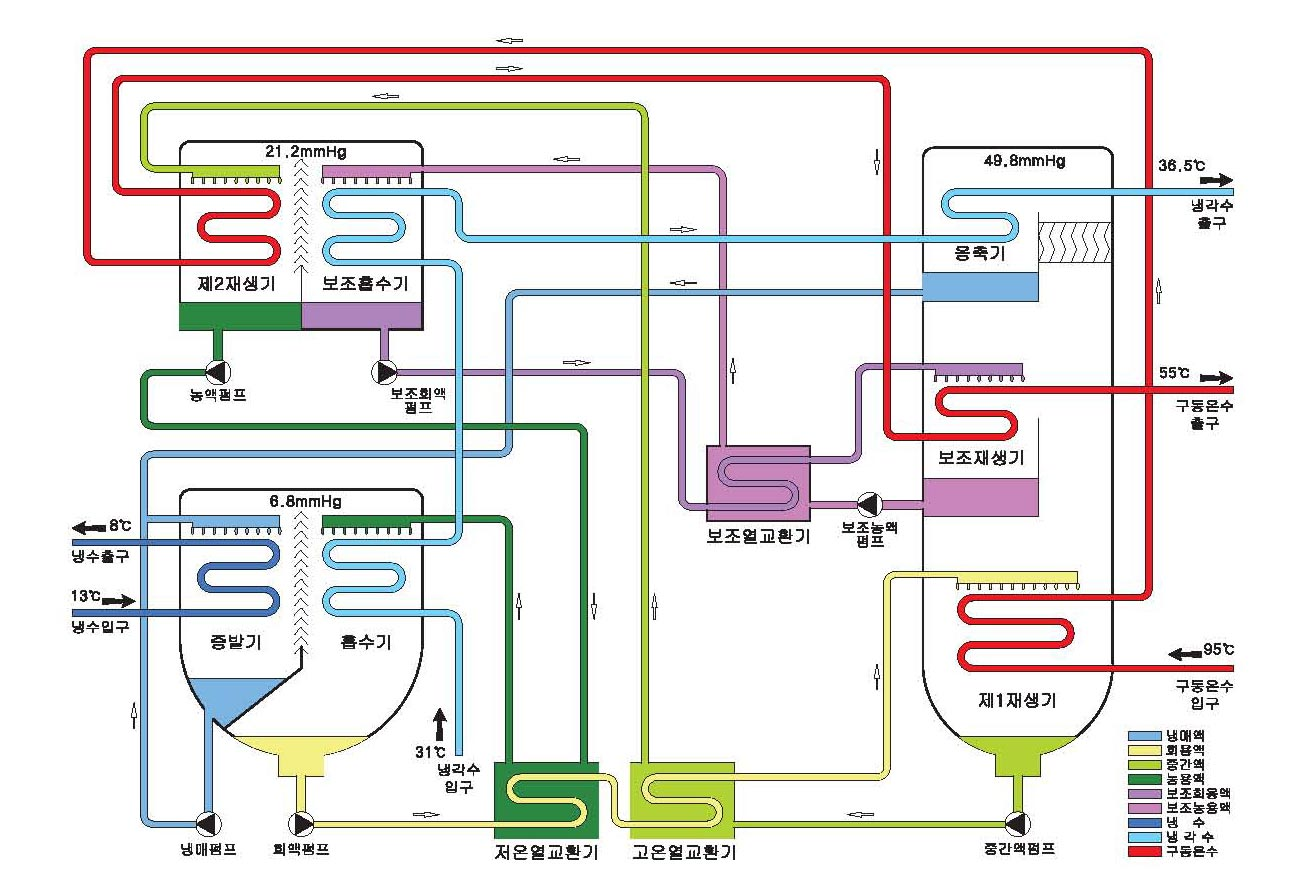 21.2mmHg
제2재생기
보조흡수기
농액펌프
보조희액
펌프
49.8mmHg
36.5℃
냉각수
출구
응축기
55℃
구동온수
출구
보조재생기
보조열교환기
보조농액
펌프
6.8mmHg
8℃
냉수출구
13℃
냉수입구
증발기
흡수기
31℃
냉각수
입구
95℃
구동온수
입구
제1재생기
냉매펌프
희액펌프
저온열교환기
고온열교환기
중간액펌프
냉매액
희용액
중간액
농용액
보조희용액
보조농용액
냉 수
냉 각 수
구동온수